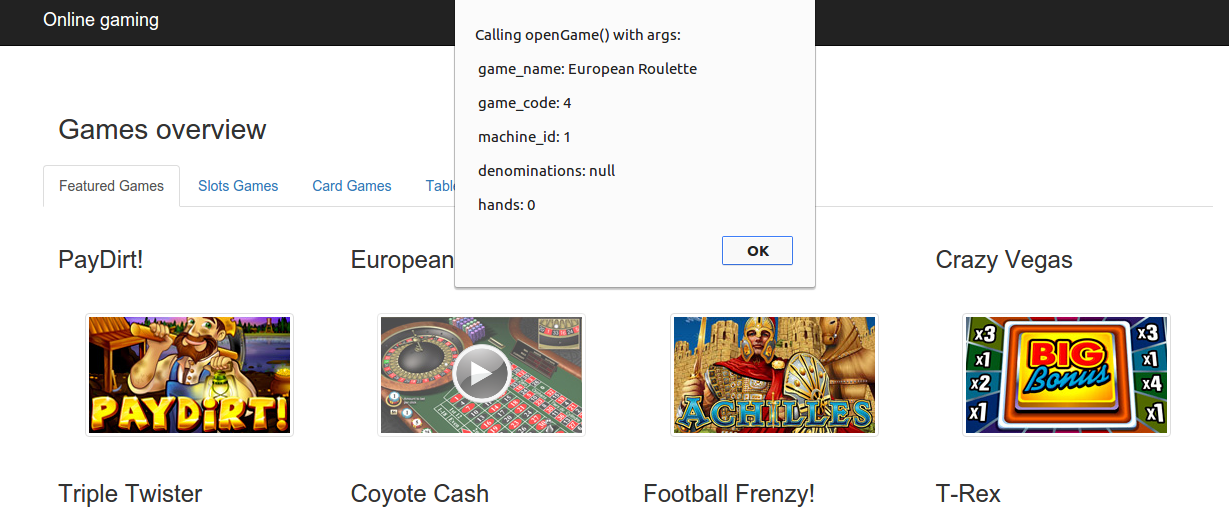 Online gaming
Calling openGame() with args:
game_name: European Roulette
game_code: 4
machine_id: 1
denominations: null
hands: 0
OK
Games overview
Featured Games
Slots Games
Card Games
Table
PayDirt!
European
Crazy Vegas
PAYDIRT!
ACHILLES
x3
x1
x2
x1
BIG
Bonus
x3
x1
x4
x1
Triple Twister
Coyote Cash
Football Frenzy!
T-Rex